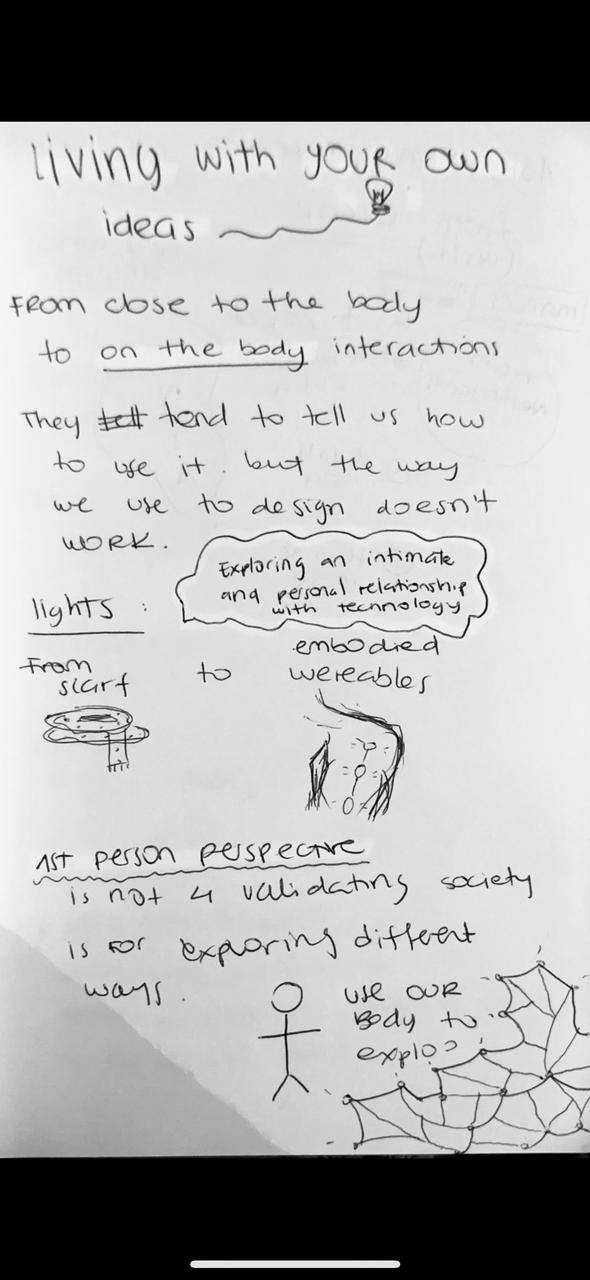 living with YOUR own
ideas
FROM close to the body
to on the body interactions
They tell tend to tell us how
to use it. but the way
we use to design doesn't
WORK.
Exploring an intimate
and personal relationship
with technology
lights :
embodied
From
scarf to wereables
1st person perspective
is not 4 validating society
is FOR exploring different
ways.
USE OUR
Body to
explo